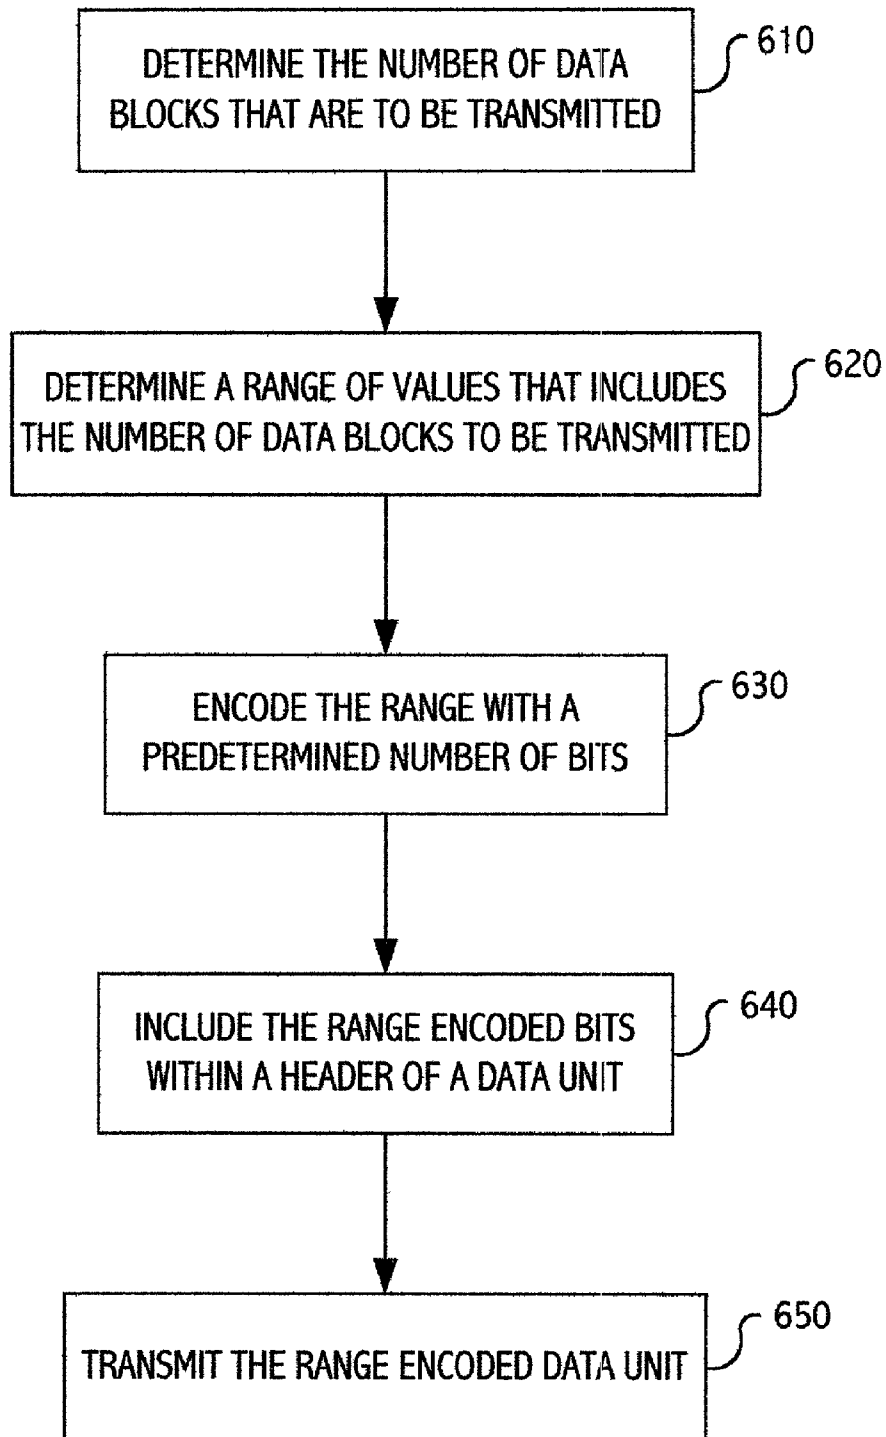 DETERMINE THE NUMBER OF DATA
BLOCKS THAT ARE TO BE TRANSMITTED
610
DETERMINE A RANGE OF VALUES THAT INCLUDES
THE NUMBER OF DATA BLOCKS TO BE TRANSMITTED
620
ENCODE THE RANGE WITH A
PREDETERMINED NUMBER OF BITS
630
INCLUDE THE RANGE ENCODED BITS
WITHIN A HEADER OF A DATA UNIT
640
TRANSMIT THE RANGE ENCODED DATA UNIT
650